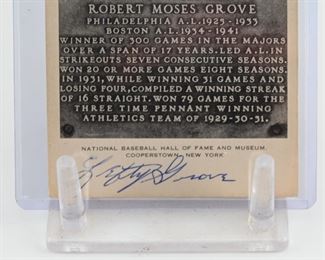 ROBERT MOSES GROVE
PHILADELPHIA A.L. 1925 - 1933
BOSTON A.L. 1934 - 1941
WINNER OF 300 GAMES IN THE MAJORS
OVER A SPAN OF 17 YEARS. LED A.L. IN
STRIKEOUTS SEVEN CONSECUTIVE SEASONS.
WON 20 OR MORE GAMES EIGHT SEASONS.
IN 1931, WHILE WINNING 31 GAMES AND
LOSING FOUR, COMPILED A WINNING STREAK
OF 16 STRAIGHT. WON 79 GAMES FOR THE
THREE TIME PENNANT WINNING
ATHLETICS TEAM OF 1929-30-31.
NATIONAL BASEBALL HALL OF FAME AND MUSEUM
COOPERSTOWN, NEW YORK
Lefty Grove